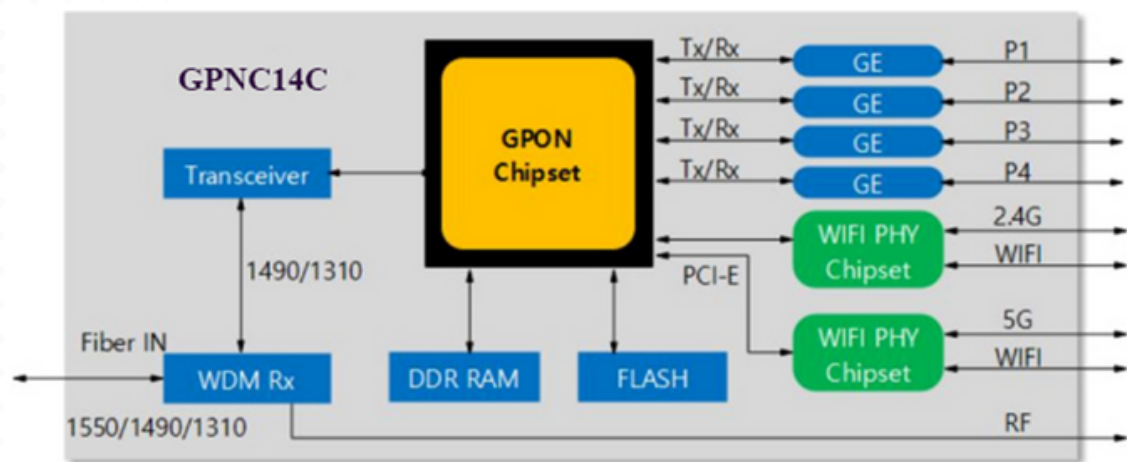 GPNC14C
GPON
Chipset
Transceiver
Tx/Rx
GE
P1
Tx/Rx
GE
P2
Tx/Rx
GE
P3
Tx/Rx
GE
P4
WIFI PHY
Chipset
2.4G
WIFI
PCI-E
WIFI PHY
Chipset
5G
WIFI
1490/1310
Fiber IN
WDM Rx
DDR RAM
FLASH
1550/1490/1310
RF